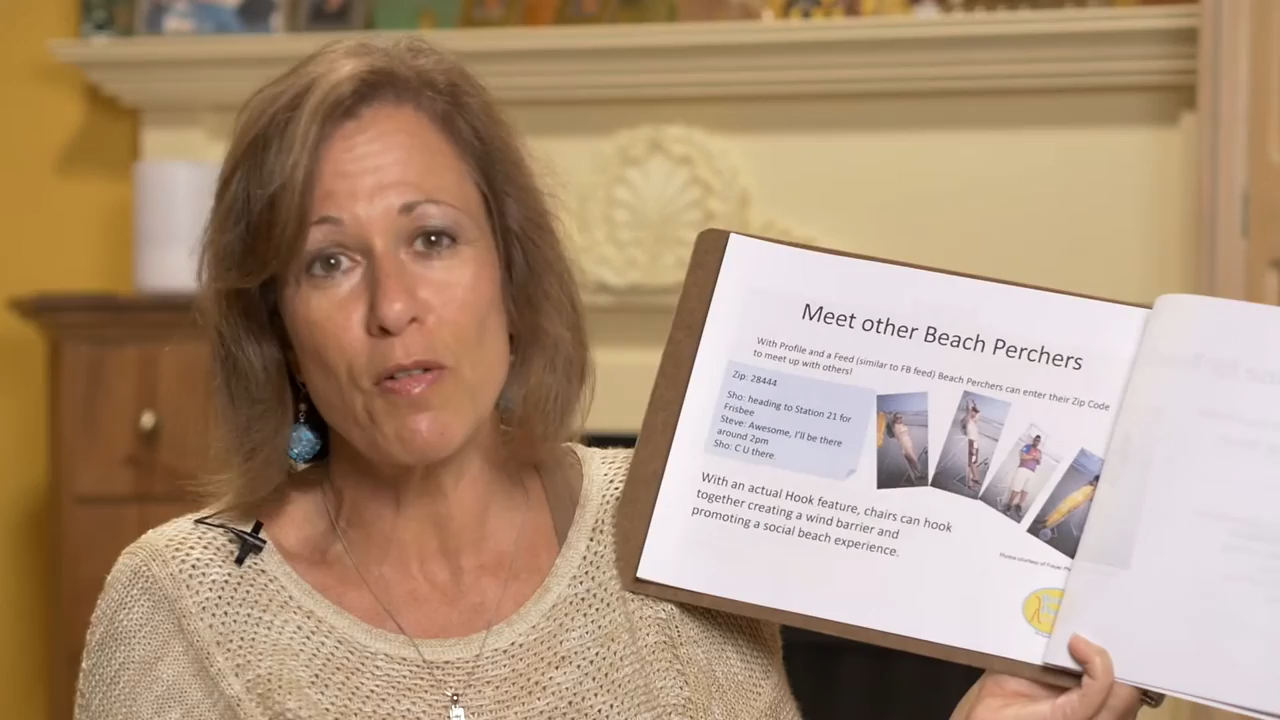 Meet other Beach Perchers
With Profile and a Feed (similar to FB feed) Beach Perchers can enter their Zip Code
to meet up with others!
Zip: 28444
Sho: heading to Station 21 for
Frisbee
Steve: Awesome, I'll be there
around 2pm
Sho: C U there.
With an actual Hook feature, chairs can hook
together creating a wind barrier and
promoting a social beach experience.
Photos courtesy of